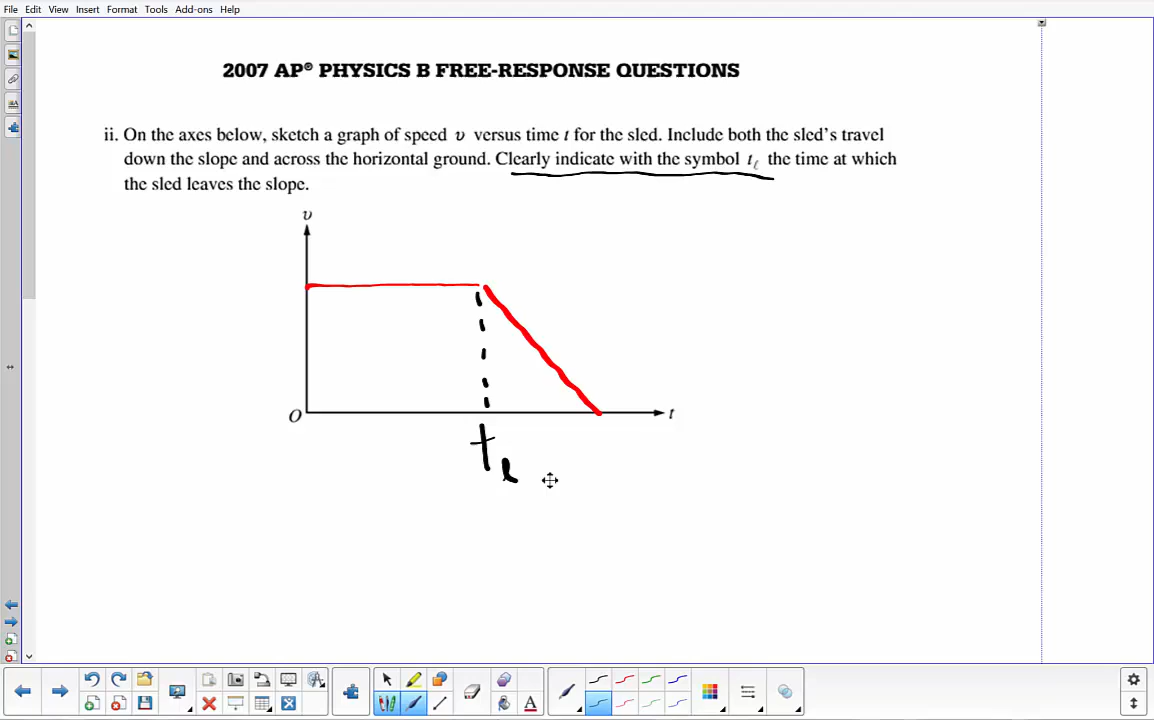 File Edit View Insert Format Tools Add-ons Help
2007 AP® PHYSICS B FREE-RESPONSE QUESTIONS
ii. On the axes below, sketch a graph of speed υ versus time t for the sled. Include both the sled's travel
down the slope and across the horizontal ground. Clearly indicate with the symbol tℓ the time at which
the sled leaves the slope.
υ
O
t
tℓ
A